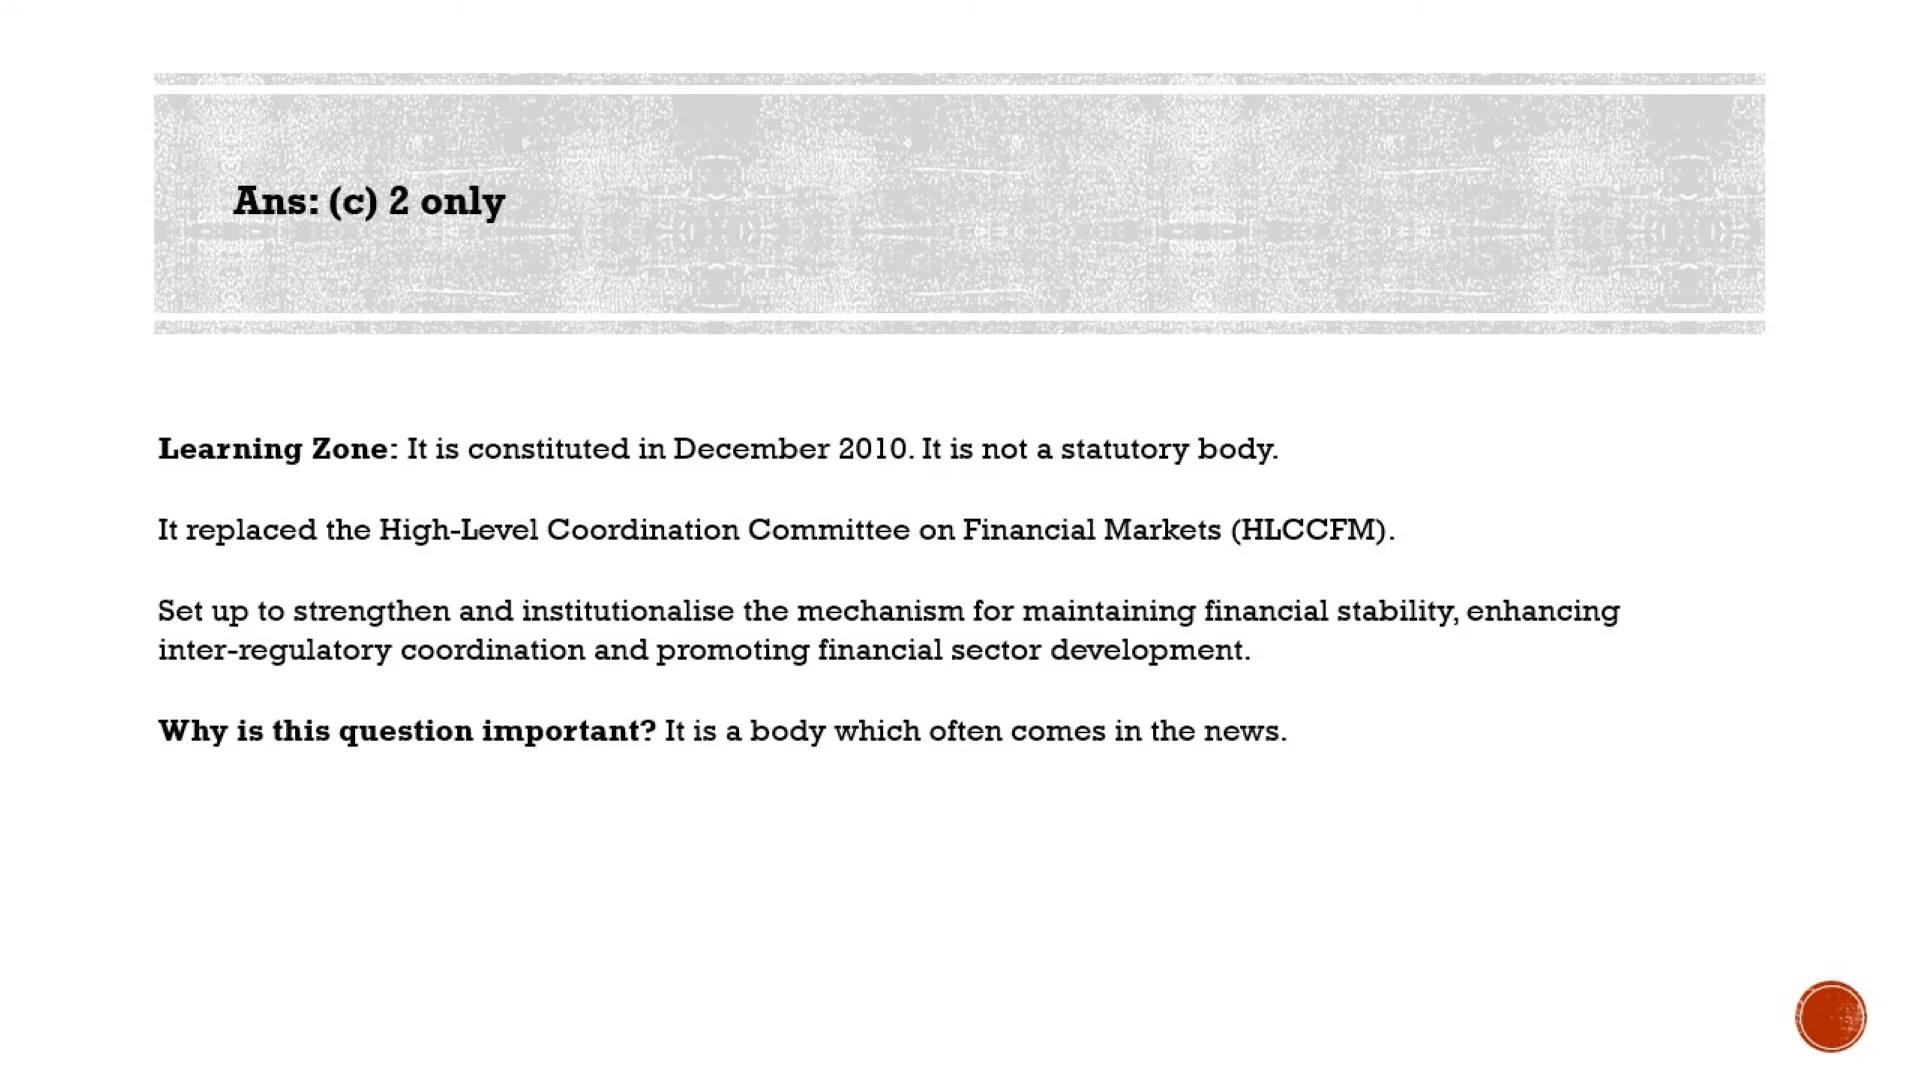 Ans: (c) 2 only
Learning Zone: It is constituted in December 2010. It is not a statutory body.
It replaced the High-Level Coordination Committee on Financial Markets (HLCCFM).
Set up to strengthen and institutionalise the mechanism for maintaining financial stability, enhancing
inter-regulatory coordination and promoting financial sector development.
Why is this question important? It is a body which often comes in the news.